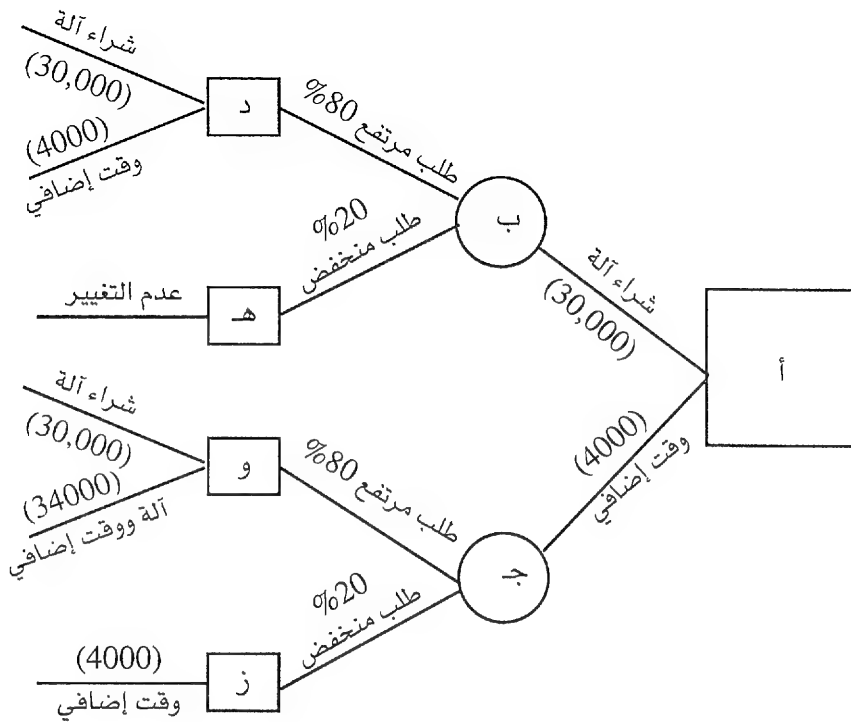 أ
شراء آلة
(30,000)
(4000)
وقت إضافي
ب
طلب مرتفع 80%
20%
طلب منخفض
د
شراء آلة
(30,000)
(4000)
وقت إضافي
هـ
عدم التغيير
جـ
طلب مرتفع 80%
20%
طلب منخفض
و
شراء آلة
(30,000)
(34000)
آلة ووقت إضافي
ز
(4000)
وقت إضافي